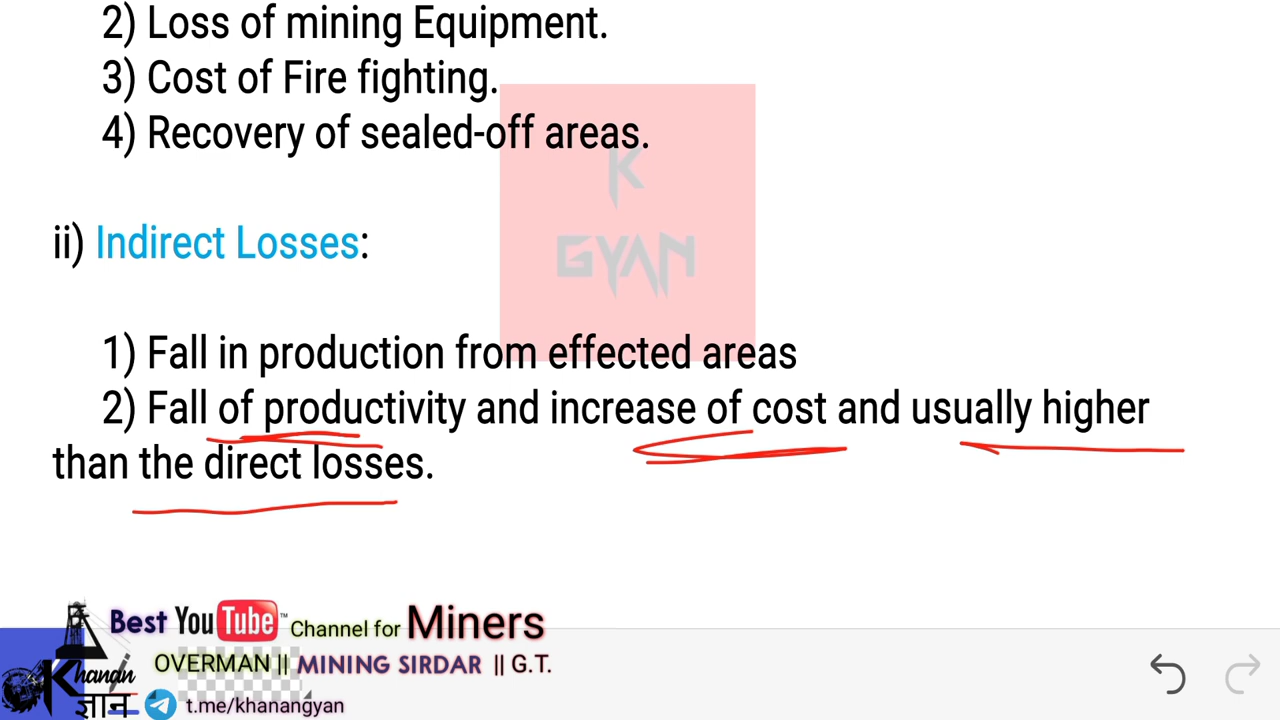 2) Loss of mining Equipment.
3) Cost of Fire fighting.
4) Recovery of sealed-off areas.
K
GYAN
ii) Indirect Losses:
1) Fall in production from effected areas
2) Fall of productivity and increase of cost and usually higher
than the direct losses.
Best YouTube™ Channel for Miners
OVERMAN || MINING SIRDAR || G.T.
Khanan
ज्ञान
t.me/khanangyan